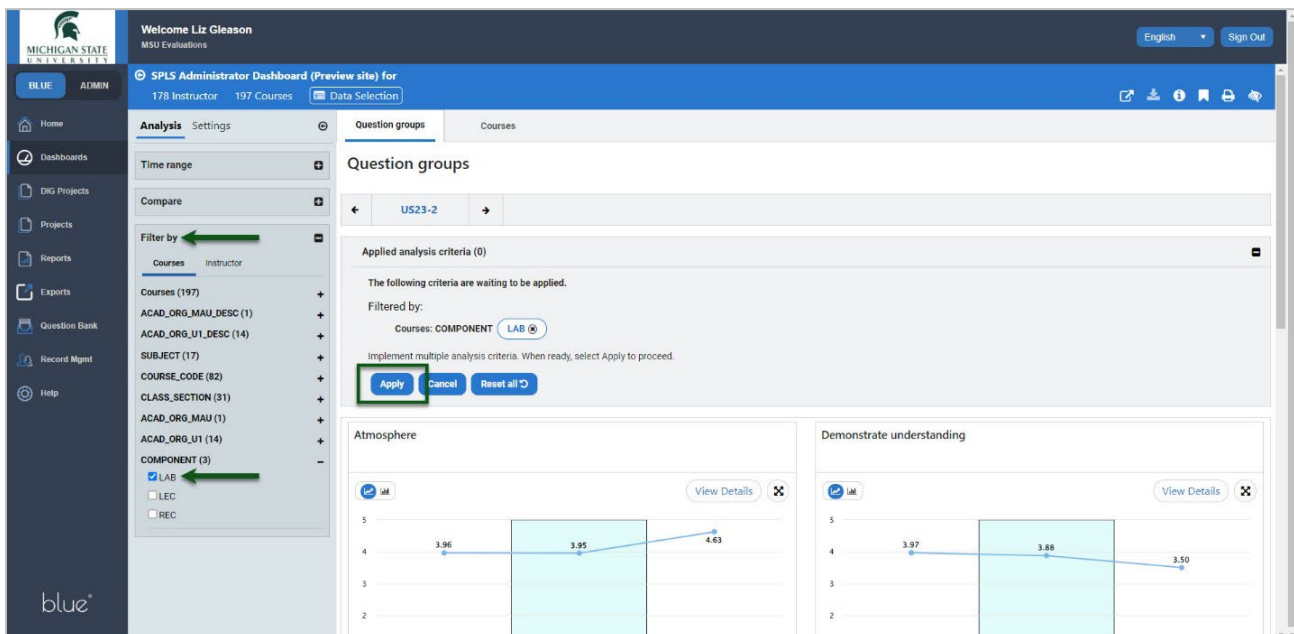 MICHIGAN STATE
UNIVERSITY
Welcome Liz Gleason
MSU Evaluations
English
Sign Out
BLUE ADMIN
SPLS Administrator Dashboard (Preview site) for
178 Instructor 197 Courses Data Selection
Home
Dashboards
DIG Projects
Projects
Reports
Exports
Question Bank
Record Mgmt
Help
blue
Analysis Settings
Time range
Compare
Filter by
Courses Instructor
Courses (197)
ACAD_ORG_MAU_DESC (1)
ACAD_ORG_U1_DESC (14)
SUBJECT (17)
COURSE_CODE (82)
CLASS_SECTION (31)
ACAD_ORG_MAU (1)
ACAD_ORG_U1 (14)
COMPONENT (3)
LAB
LEC
REC
Question groups Courses
Question groups
US23-2
Applied analysis criteria (0)
The following criteria are waiting to be applied.
Filtered by:
Courses: COMPONENT LAB
Implement multiple analysis criteria. When ready, select Apply to proceed.
Apply Cancel Reset all
Atmosphere
View Details
5
4
3
2
3.96
3.95
4.63
Demonstrate understanding
View Details
5
4
3
2
3.97
3.88
3.50